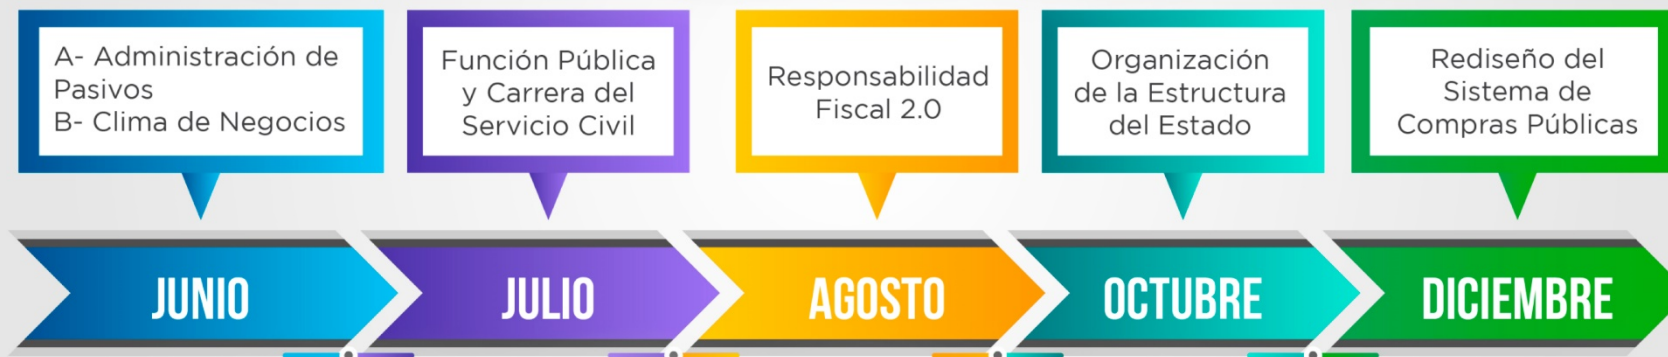 A- Administración de
Pasivos
B- Clima de Negocios
Función Pública
y Carrera del
Servicio Civil
Responsabilidad
Fiscal 2.0
Organización
de la Estructura
del Estado
Rediseño del
Sistema de
Compras Públicas
JUNIO
JULIO
AGOSTO
OCTUBRE
DICIEMBRE